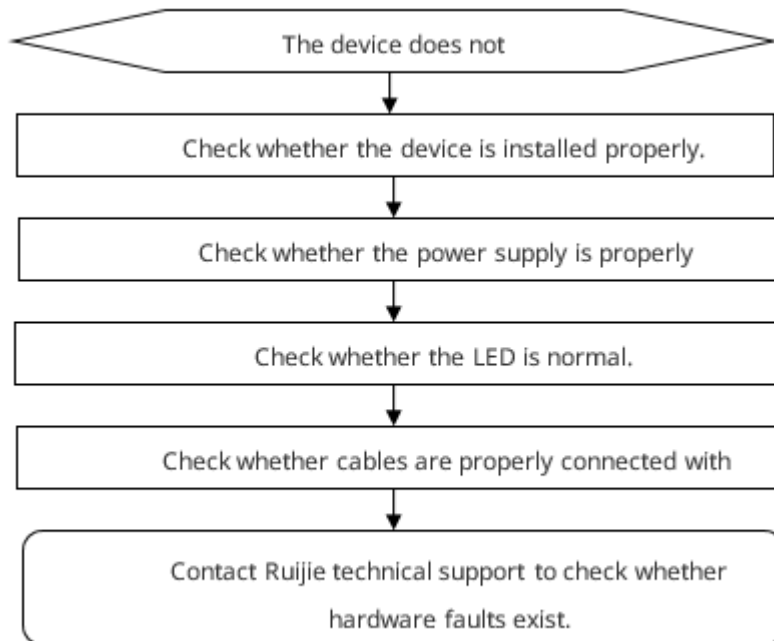 The device does not
Check whether the device is installed properly.
Check whether the power supply is properly
Check whether the LED is normal.
Check whether cables are properly connected with
Contact Ruijie technical support to check whether
hardware faults exist.